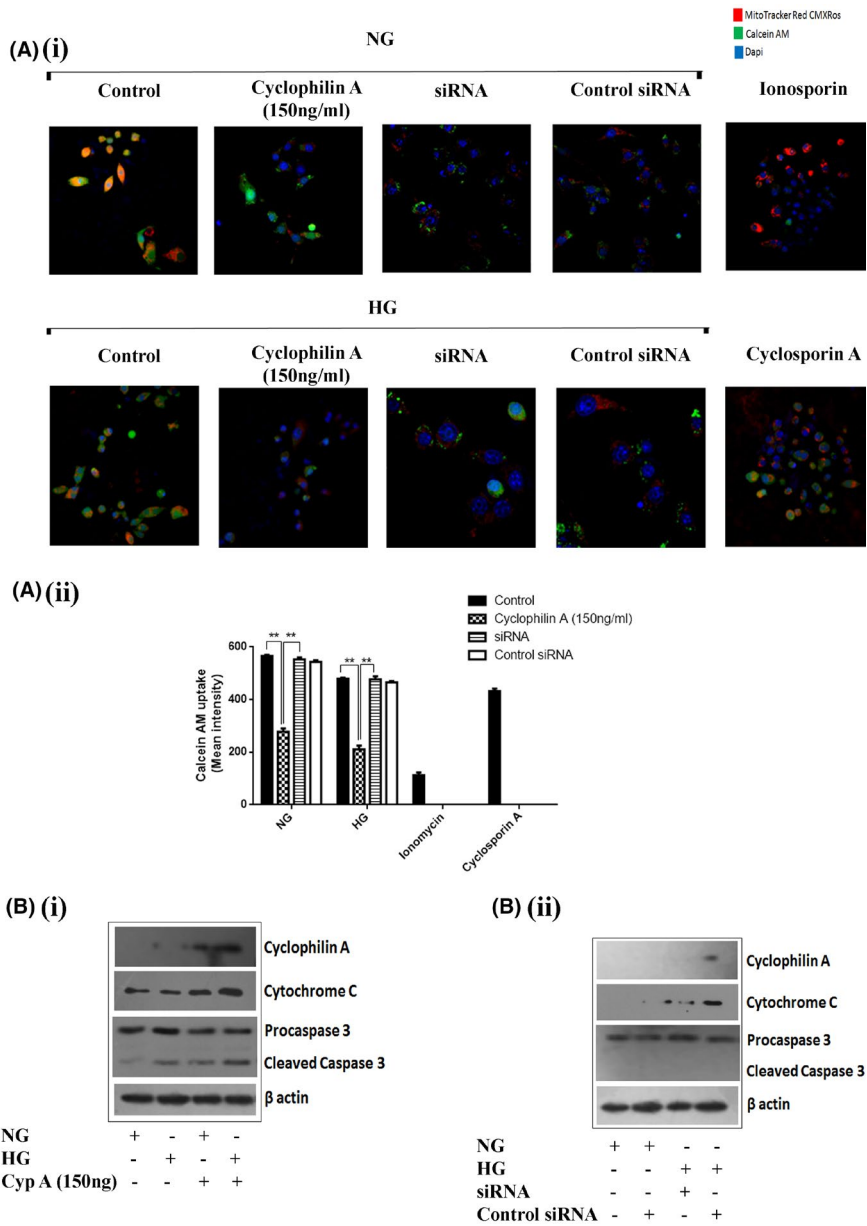 MitoTracker Red CMXRos
Calcein AM
Dapi
(A) (i)
NG
Control
Cyclophilin A
(150ng/ml)
siRNA
Control siRNA
Ionosporin
HG
Control
Cyclophilin A
(150ng/ml)
siRNA
Control siRNA
Cyclosporin A
(A) (ii)
Control
Cyclophilin A (150ng/ml)
siRNA
Control siRNA
Calcein AM uptake
(Mean intensity)
600
400
200
0
** **
** **
NG
HG
Ionomycin
Cyclosporin A
(B) (i)
Cyclophilin A
Cytochrome C
Procaspase 3
Cleaved Caspase 3
β actin
NG + - + -
HG - + - +
Cyp A (150ng) - - + +
(B) (ii)
Cyclophilin A
Cytochrome C
Procaspase 3
Cleaved Caspase 3
β actin
NG + + - -
HG - - + +
siRNA - - + -
Control siRNA - + - +